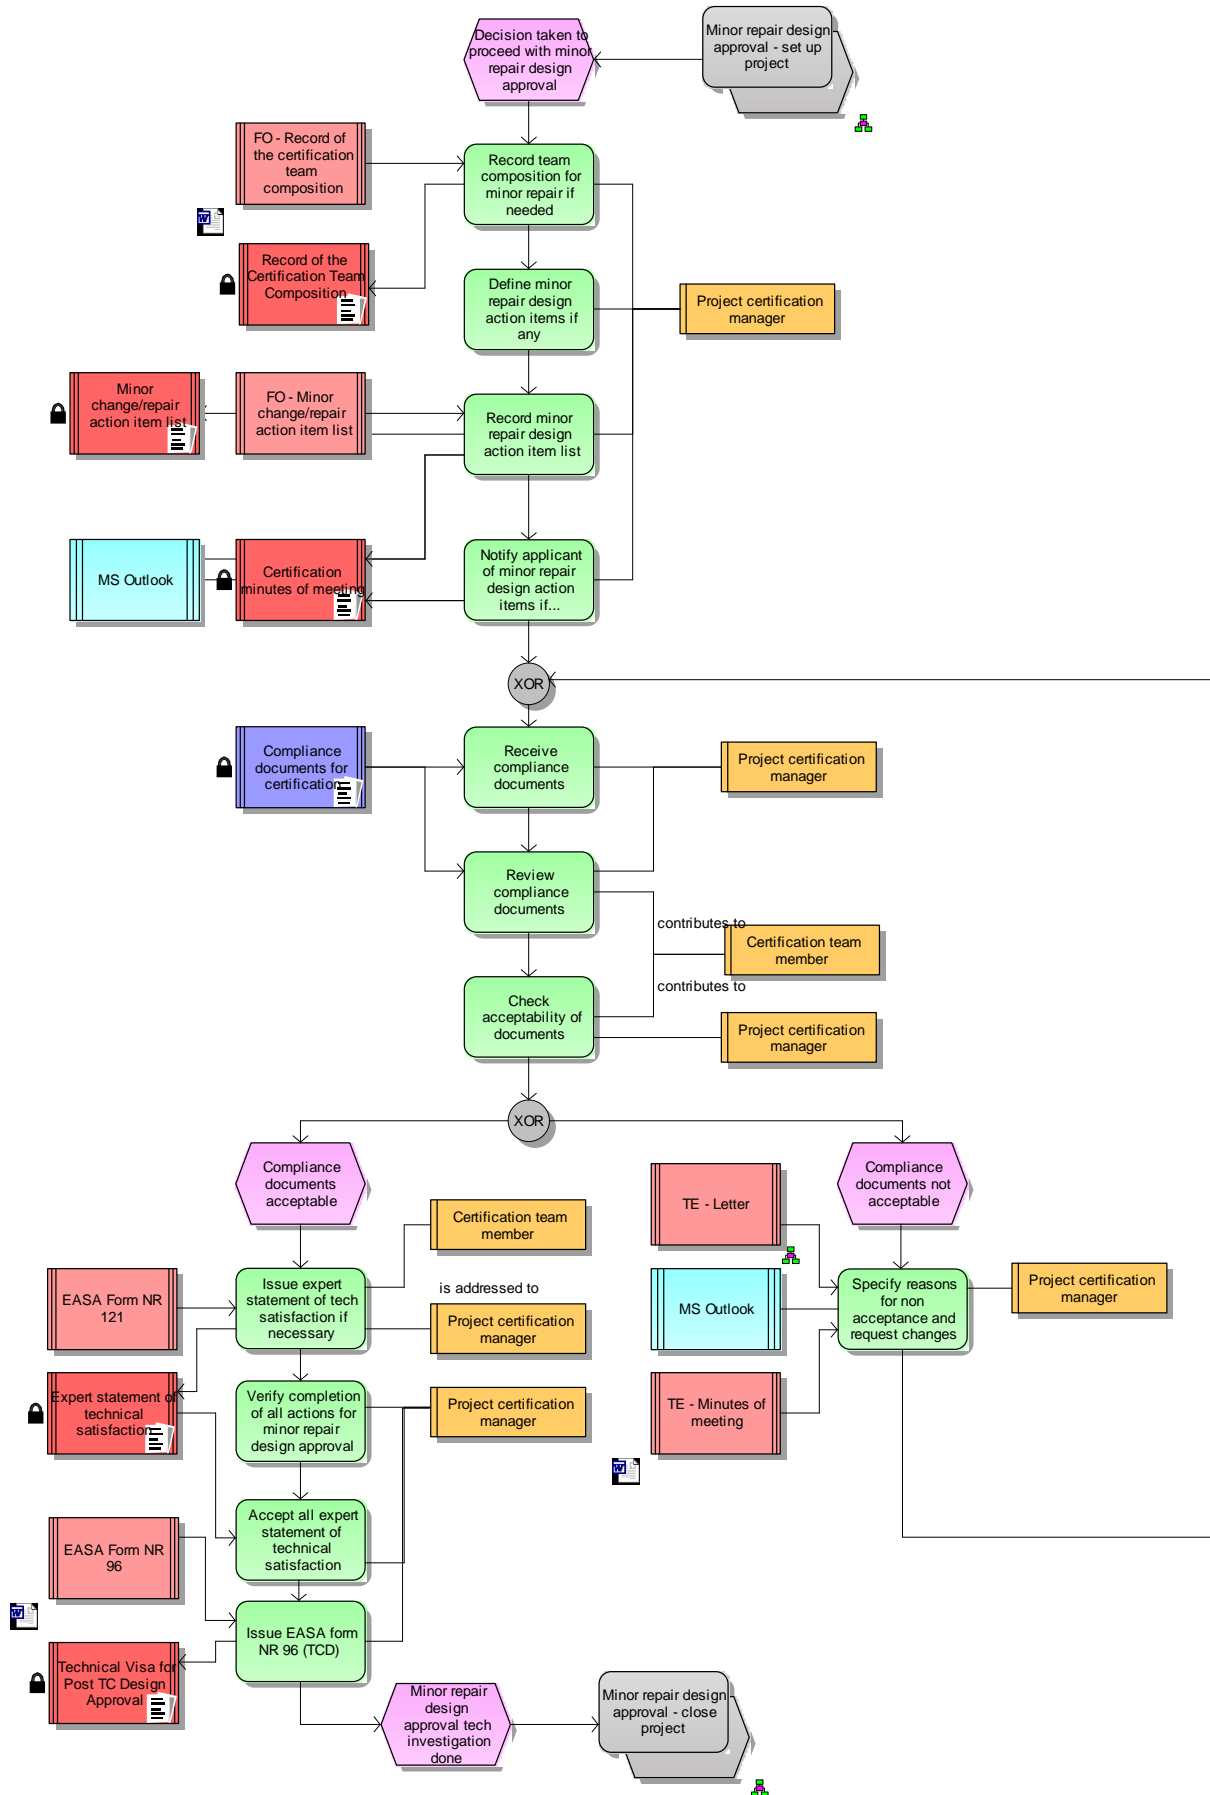 Decision taken to
proceed with minor
repair design
approval
Minor repair design
approval - set up
project
FO - Record of
the certification
team
composition
Record team
composition for
minor repair if
needed
Record of the
Certification Team
Composition
Define minor
repair design
action items if
any
Project certification
manager
Minor
change/repair
action item list
FO - Minor
change/repair
action item list
Record minor
repair design
action item list
MS Outlook
Certification
minutes of meeting
Notify applicant
of minor repair
design action
items if...
XOR
Compliance
documents for
certification
Receive
compliance
documents
Project certification
manager
Review
compliance
documents
contributes to
Certification team
member
contributes to
Check
acceptability of
documents
Project certification
manager
XOR
Compliance
documents
acceptable
TE - Letter
Compliance
documents not
acceptable
Certification team
member
EASA Form NR
121
Issue expert
statement of tech
satisfaction if
necessary
is addressed to
Project certification
manager
MS Outlook
Specify reasons
for non
acceptance and
request changes
Project certification
manager
Expert statement of
technical
satisfaction
Verify completion
of all actions for
minor repair
design approval
Project certification
manager
TE - Minutes of
meeting
W
EASA Form NR
96
Accept all expert
statement of
technical
satisfaction
W
Issue EASA form
NR 96 (TCD)
Technical Visa for
Post TC Design
Approval
Minor repair
design
approval tech
investigation
done
Minor repair design
approval - close
project